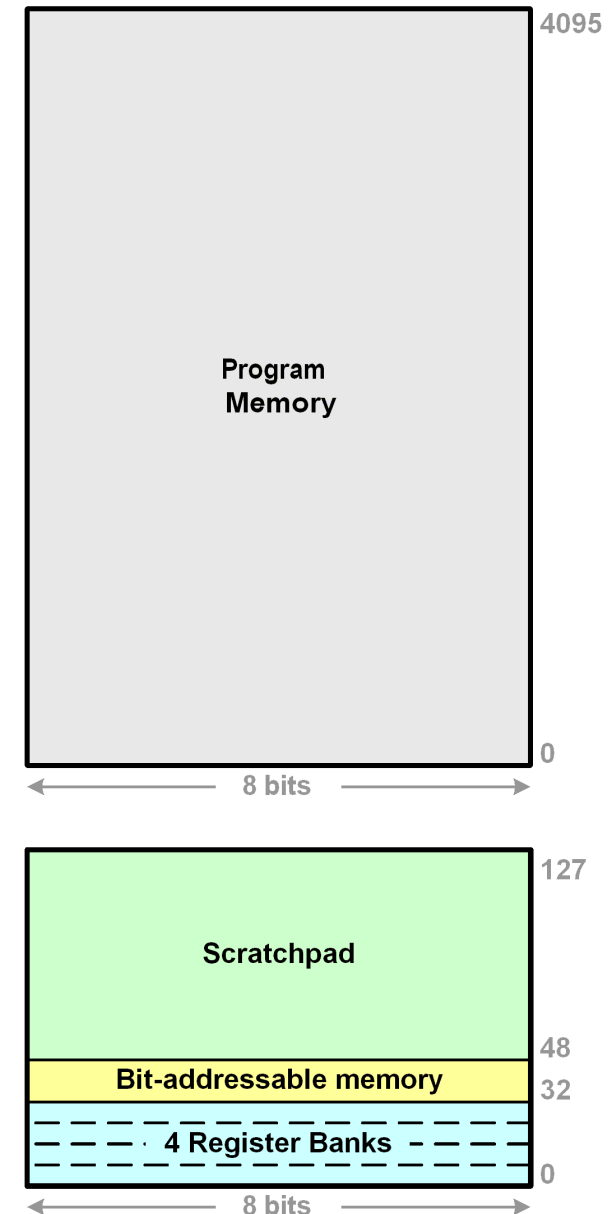 4095
Program
Memory
0
8 bits
127
Scratchpad
48
Bit-addressable memory
32
4 Register Banks
0
8 bits